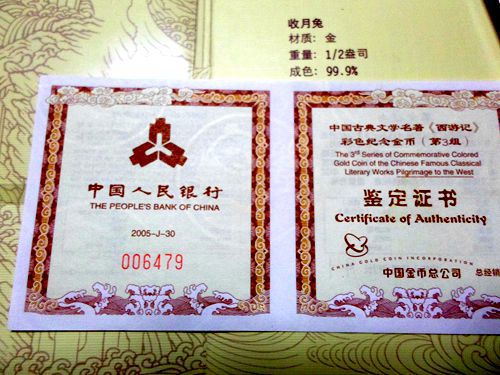 收月兔
材质：金
重量：1/2盎司
成色：99.9%
中国人民银行
THE PEOPLE'S BANK OF CHINA
2005-J-30
006479
中国古典文学名著《西游记》
彩色纪念金币（第3组）
The 3rd Series of Commemorative Colored
Gold Coin of the Chinese Famous Classical
Literary Works Pilgrimage to the West
鉴定证书
Certificate of Authenticity
CHINA GOLD COIN INCORPORATION
中国金币总公司 总经销